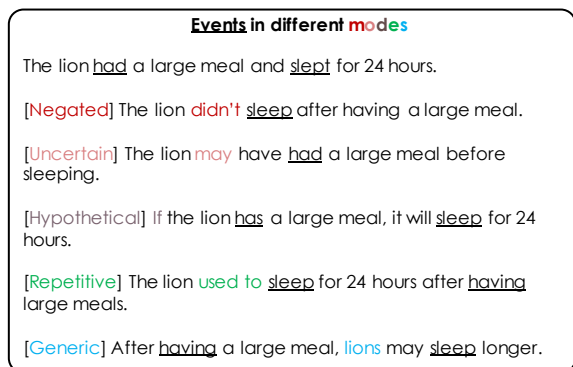 Events in different modes
The lion had a large meal and slept for 24 hours.
[Negated] The lion didn't sleep after having a large meal.
[Uncertain] The lion may have had a large meal before
sleeping.
[Hypothetical] If the lion has a large meal, it will sleep for 24
hours.
[Repetitive] The lion used to sleep for 24 hours after having
large meals.
[Generic] After having a large meal, lions may sleep longer.